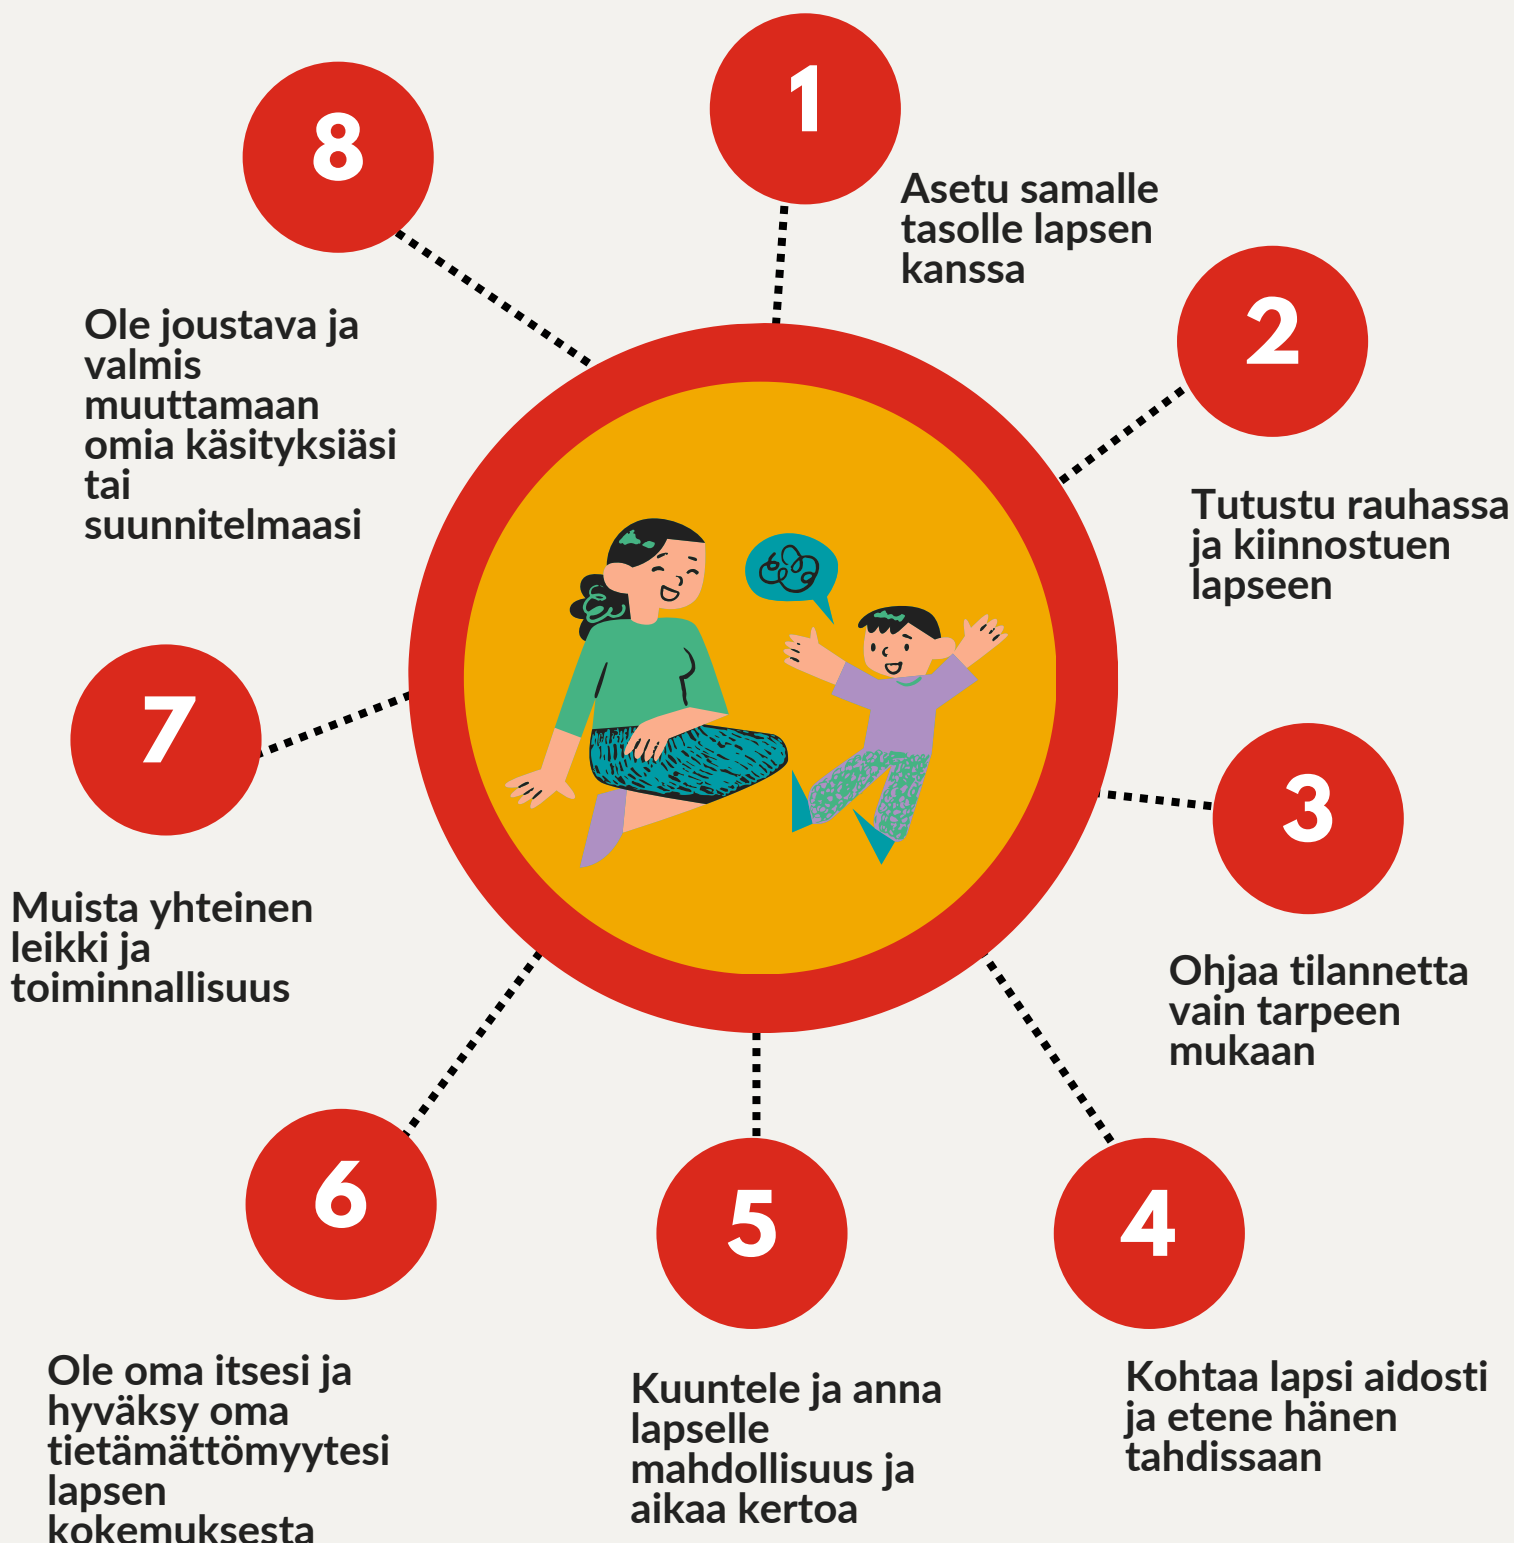 1
Asetu samalle
tasolle lapsen
kanssa
2
Tutustu rauhassa
ja kiinnostuen
lapseen
3
Ohjaa tilannetta
vain tarpeen
mukaan
4
Kohtaa lapsi aidosti
ja etene hänen
tahdissaan
5
Kuuntele ja anna
lapselle
mahdollisuus ja
aikaa kertoa
6
Ole oma itsesi ja
hyväksy oma
tietämättömyytesi
lapsen
kokemuksesta
7
Muista yhteinen
leikki ja
toiminnallisuus
8
Ole joustava ja
valmis
muuttamaan
omia käsityksiäsi
tai
suunnitelmaasi